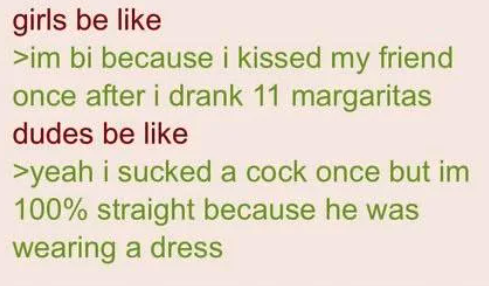 girls be like
>im bi because i kissed my friend
once after i drank 11 margaritas
dudes be like
>yeah i sucked a cock once but im
100% straight because he was
wearing a dress